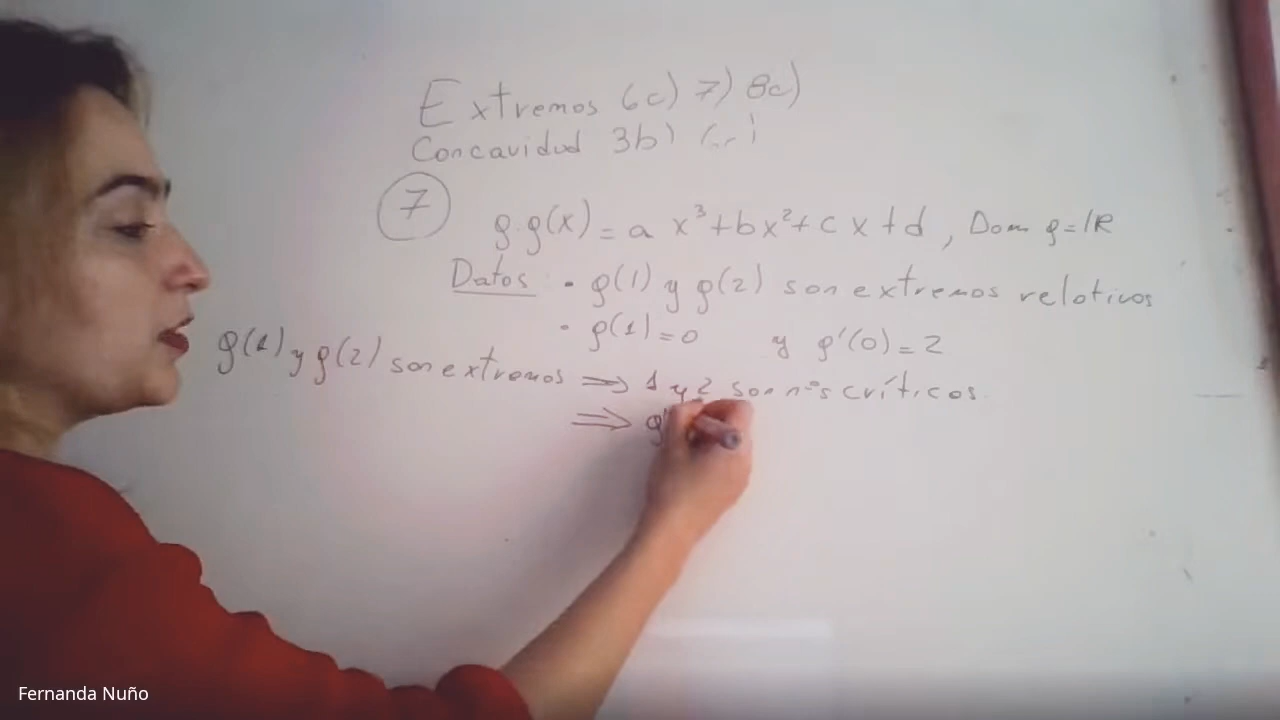 Extremos 6c) 7) 8c)
Concavidad 3b)
7
g: g(x) = a x³ + b x² + c x + d , Dom g = IR
Datos: • g(1) y g(2) son extremos relativos
• g(1) = 0 y g'(0) = 2
g(1) y g(2) son extremos ⇒ 1 y 2 son nºs críticos.
⇒ g'
Fernanda Nuño